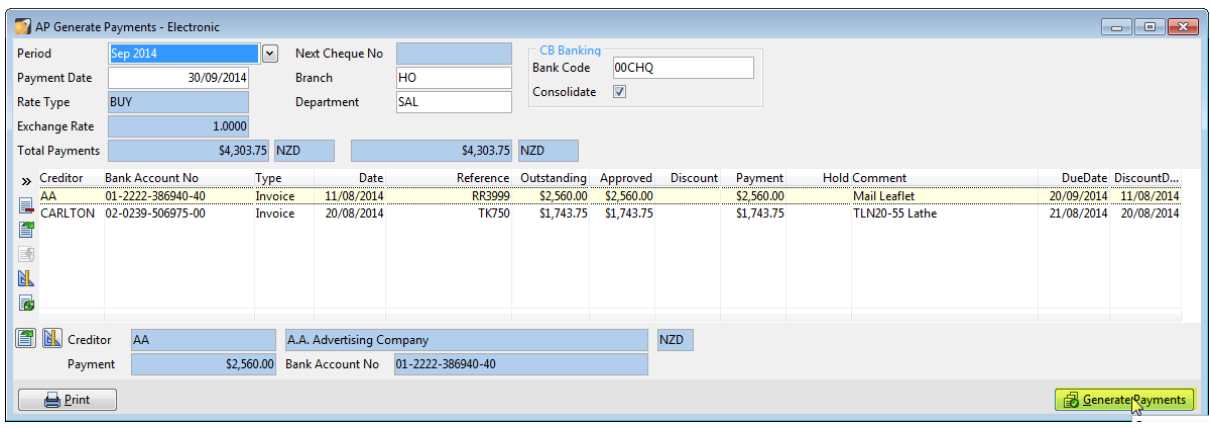 AP Generate Payments - Electronic
Period Sep 2014 Next Cheque No CB Banking
Bank Code 00CHQ
Payment Date 30/09/2014 Branch HO
Consolidate
Rate Type BUY Department SAL
Exchange Rate 1.0000
Total Payments $4,303.75 NZD $4,303.75 NZD
» Creditor Bank Account No Type Date Reference Outstanding Approved Discount Payment Hold Comment DueDate DiscountD...
AA 01-2222-386940-40 Invoice 11/08/2014 RR3999 $2,560.00 $2,560.00 $2,560.00 Mail Leaflet 20/09/2014 11/08/2014
CARLTON 02-0239-506975-00 Invoice 20/08/2014 TK750 $1,743.75 $1,743.75 $1,743.75 TLN20-55 Lathe 21/08/2014 20/08/2014
Creditor AA A.A. Advertising Company NZD
Payment $2,560.00 Bank Account No 01-2222-386940-40
Print Generate Payments